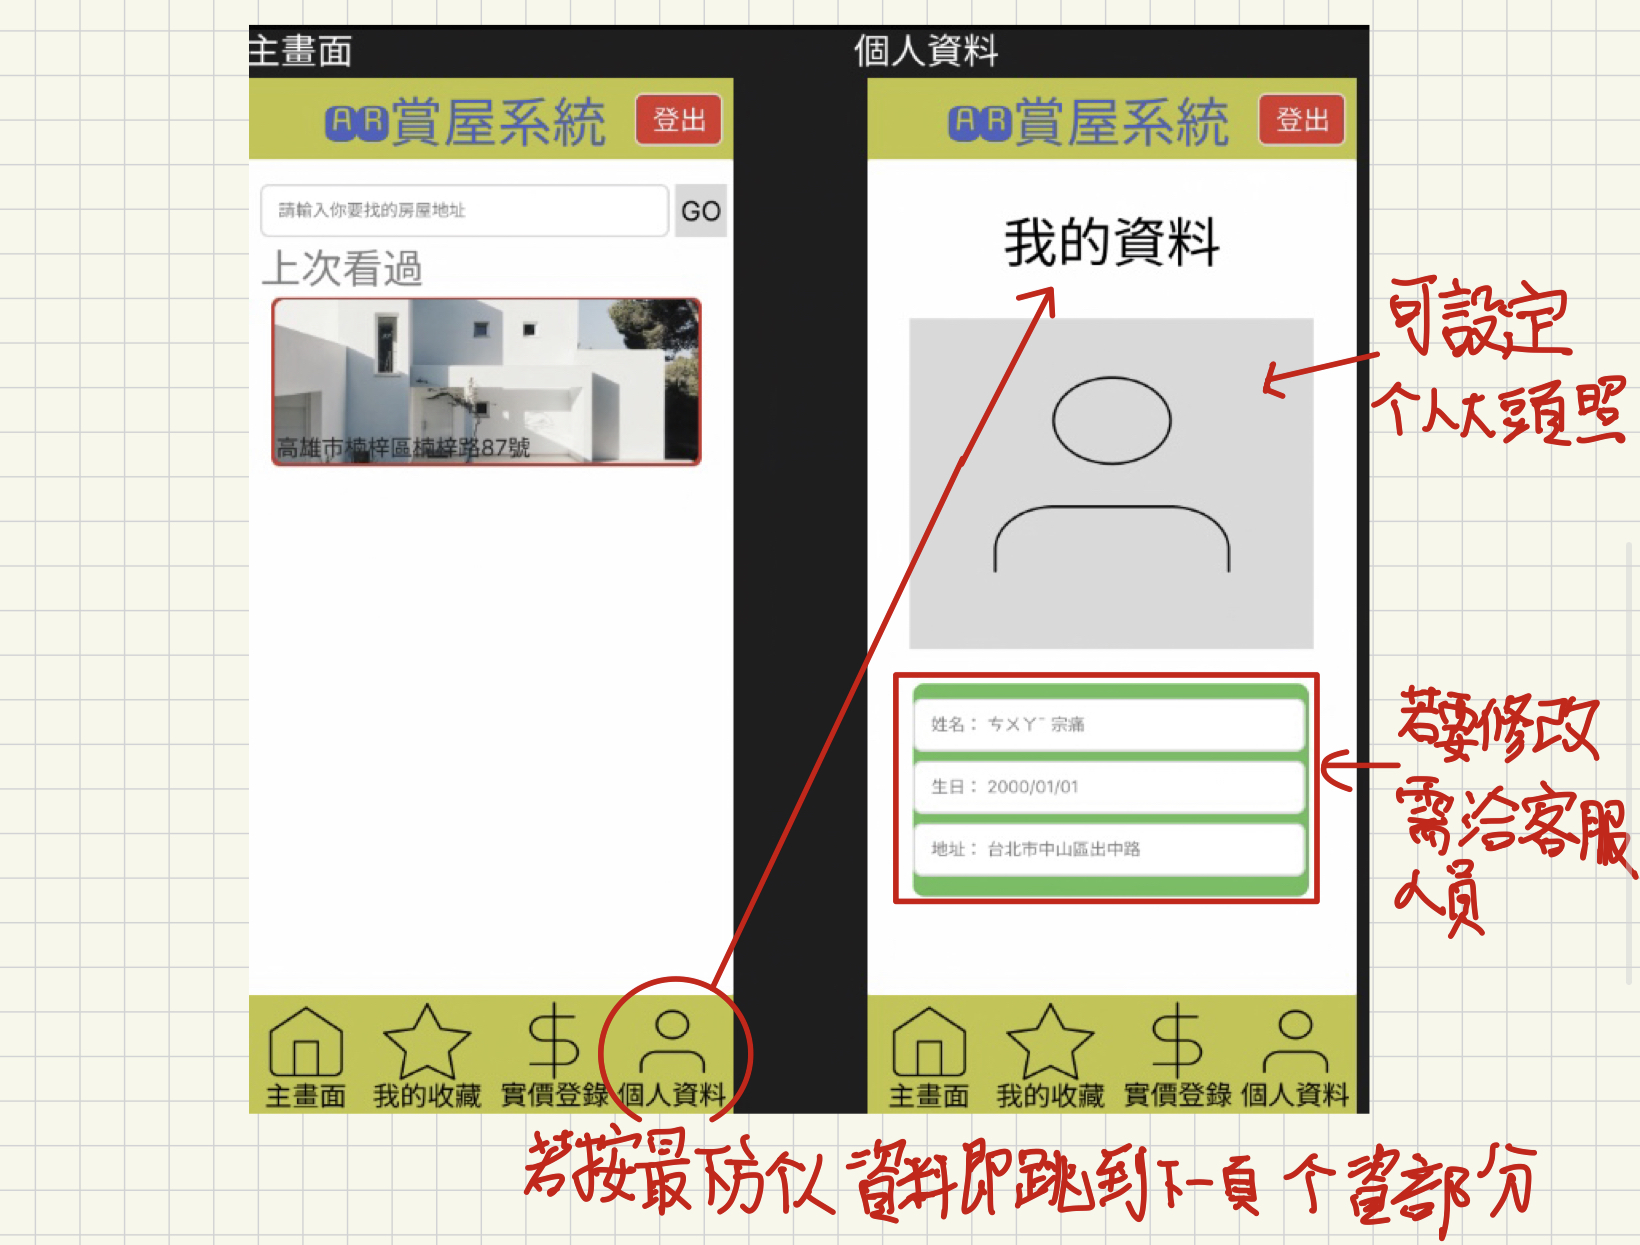 主畫面
AR賞屋系統
登出
請輸入你要找的房屋地址
GO
上次看過
高雄市楠梓區楠梓路87號
主畫面
我的收藏
實價登錄
個人資料
個人資料
AR賞屋系統
登出
我的資料
姓名： ㄘㄨㄚˇ 宗痛
生日： 2000/01/01
地址： 台北市中山區出中路
主畫面
我的收藏
實價登錄
個人資料
可設定
个人大頭照
若要修改
需洽客服
人員
若按最下方个人資料即跳到下一頁个資部分